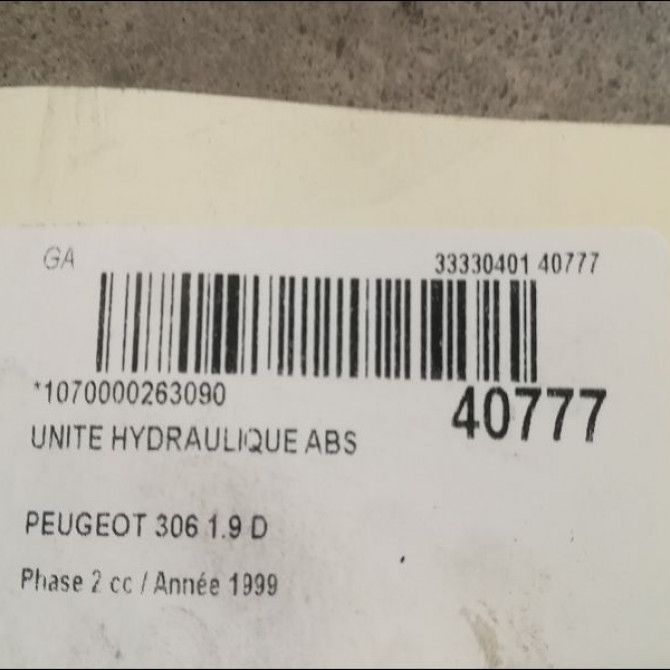 GA
33330401 40777
*1070000263090
40777
UNITE HYDRAULIQUE ABS
PEUGEOT 306 1.9 D
Phase 2 cc / Année 1999